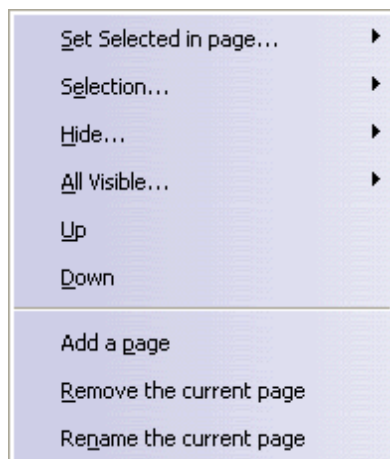 Set Selected in page...
Selection...
Hide...
All Visible...
Up
Down
Add a page
Remove the current page
Rename the current page